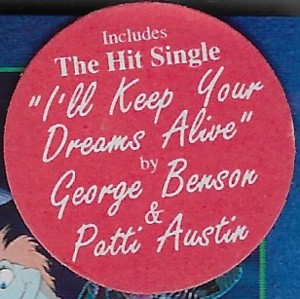 Includes
The Hit Single
"I'll Keep Your
Dreams Alive"
by
George Benson
&
Patti Austin